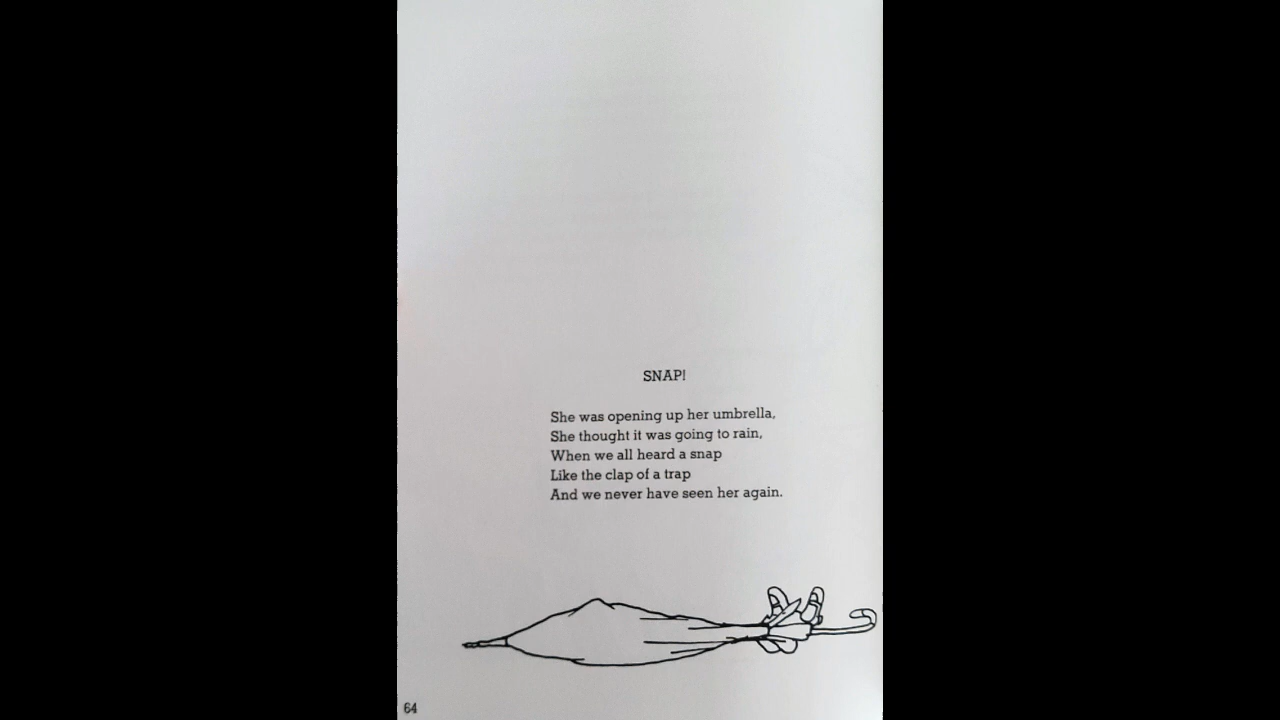 SNAP!
She was opening up her umbrella,
She thought it was going to rain,
When we all heard a snap
Like the clap of a trap
And we never have seen her again.
64